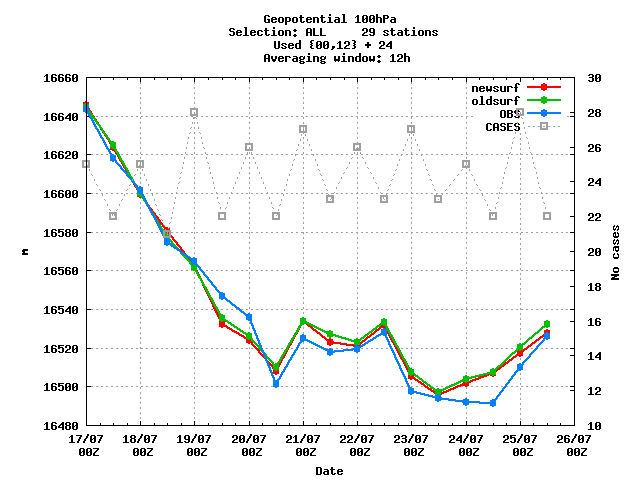 Geopotential 100hPa
Selection: ALL 29 stations
Used {00,12} + 24
Averaging window: 12h
16660
16640
16620
16600
16580
16560
16540
16520
16500
16480
m
30
28
26
24
22
20
18
16
14
12
10
No cases
newsurf
oldsurf
OBS
CASES
17/07 18/07 19/07 20/07 21/07 22/07 23/07 24/07 25/07 26/07
00Z 00Z 00Z 00Z 00Z 00Z 00Z 00Z 00Z 00Z
Date